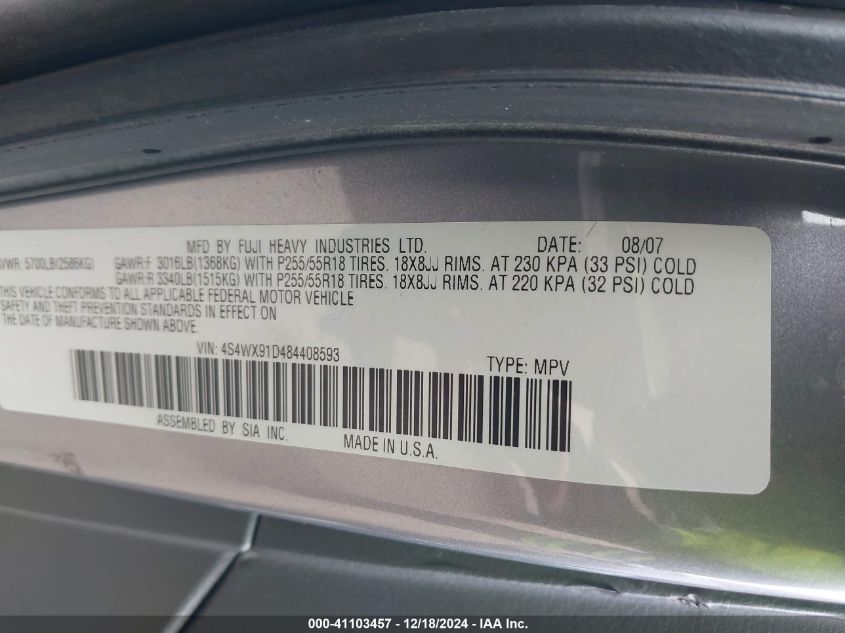 MFD BY FUJI HEAVY INDUSTRIES LTD. DATE: 08/07
VWR: 5700LB(2586KG) GAWR:F 3016LB(1368KG) WITH P255/55R18 TIRES. 18X8JJ RIMS. AT 230 KPA (33 PSI) COLD
GAWR:R 3340LB(1515KG) WITH P255/55R18 TIRES. 18X8JJ RIMS. AT 220 KPA (32 PSI) COLD
THIS VEHICLE CONFORMS TO ALL APPLICABLE FEDERAL MOTOR VEHICLE
SAFETY AND THEFT PREVENTION STANDARDS IN EFFECT ON
THE DATE OF MANUFACTURE SHOWN ABOVE.
VIN: 4S4WX91D484408593 TYPE: MPV
ASSEMBLED BY SIA INC. MADE IN U.S.A.
000-41103457 - 12/18/2024 - IAA Inc.